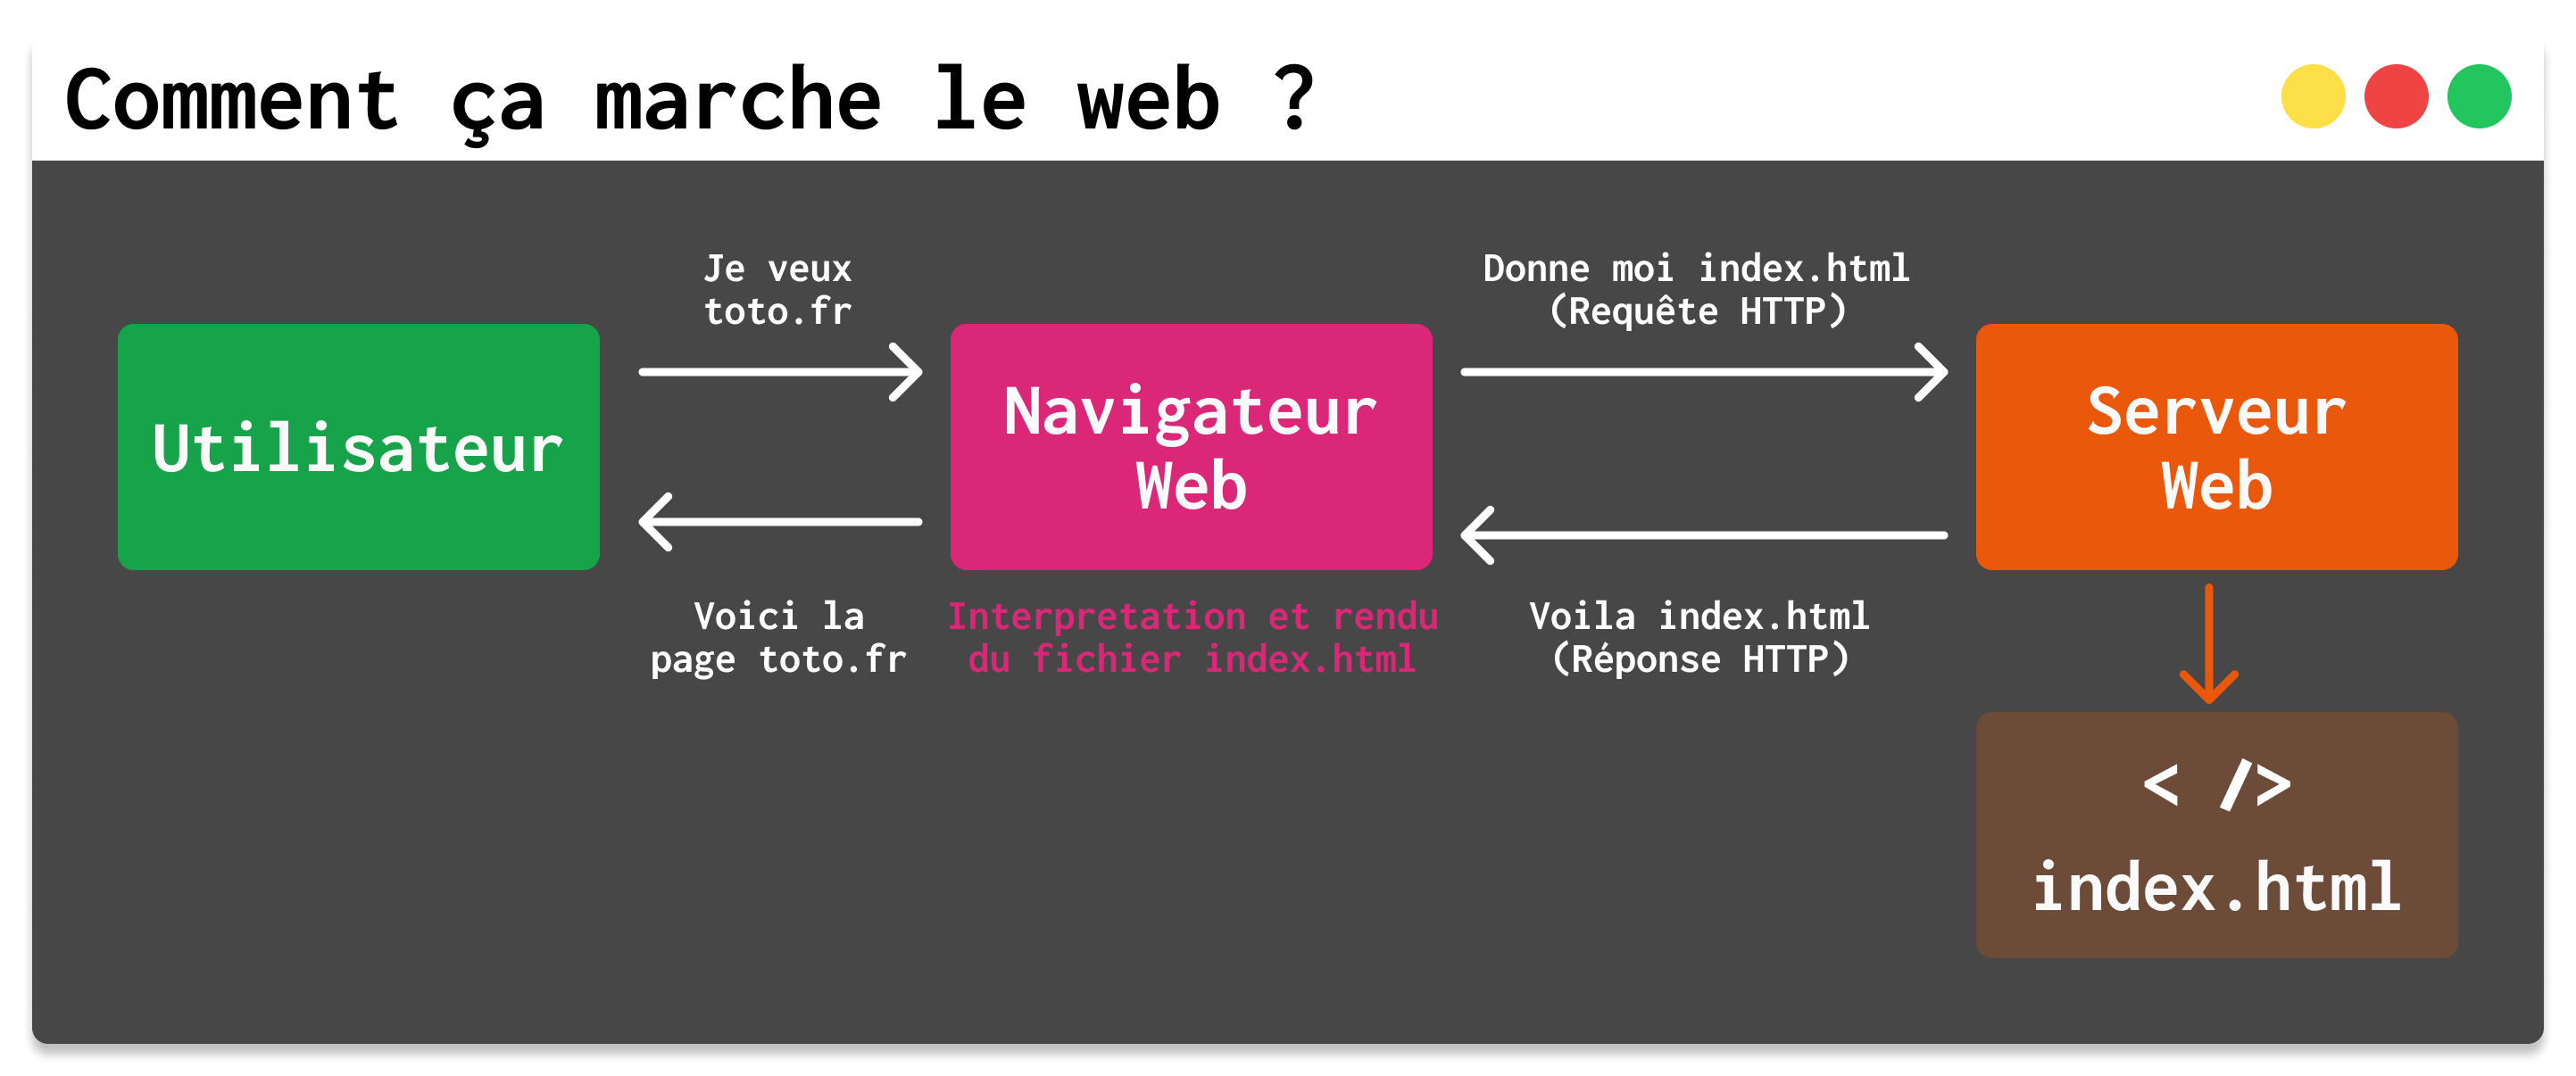 Comment ça marche le web ?
Je veux
toto.fr
Donne moi index.html
(Requête HTTP)
Utilisateur
Navigateur
Web
Serveur
Web
Voici la
page toto.fr
Interpretation et rendu
du fichier index.html
Voila index.html
(Réponse HTTP)
< />
index.html